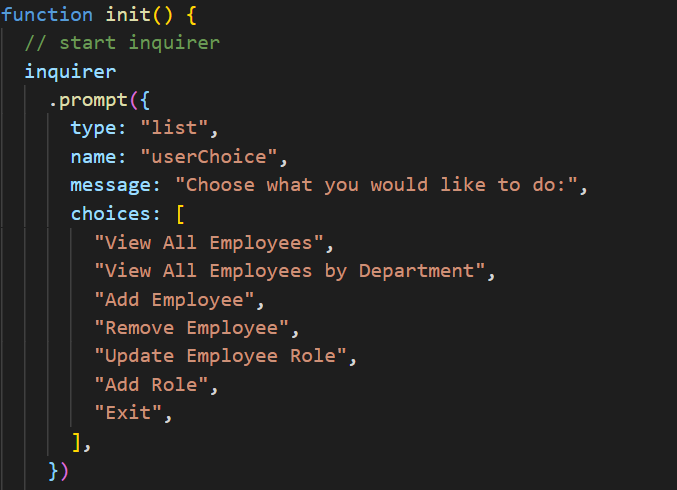 function init() {
  // start inquirer
  inquirer
    .prompt({
      type: "list",
      name: "userChoice",
      message: "Choose what you would like to do:",
      choices: [
        "View All Employees",
        "View All Employees by Department",
        "Add Employee",
        "Remove Employee",
        "Update Employee Role",
        "Add Role",
        "Exit",
      ],
    })